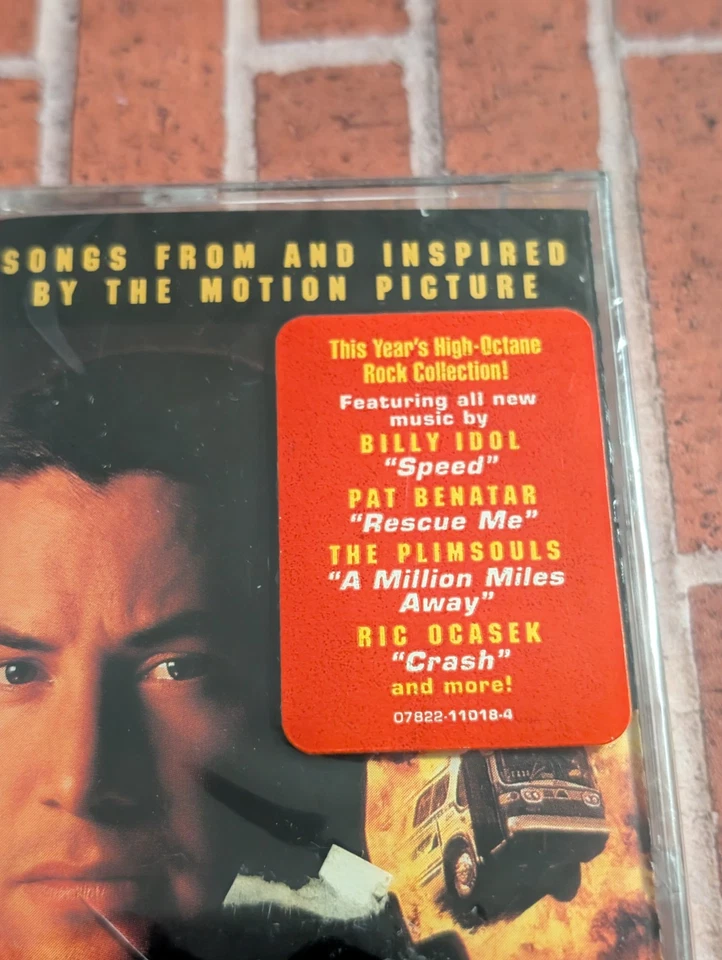 SONGS FROM AND INSPIRED
BY THE MOTION PICTURE
This Year's High-Octane
Rock Collection!
Featuring all new
music by
BILLY IDOL
"Speed"
PAT BENATAR
"Rescue Me"
THE PLIMSOULS
"A Million Miles
Away"
RIC OCASEK
"Crash"
and more!
07822-11018-4